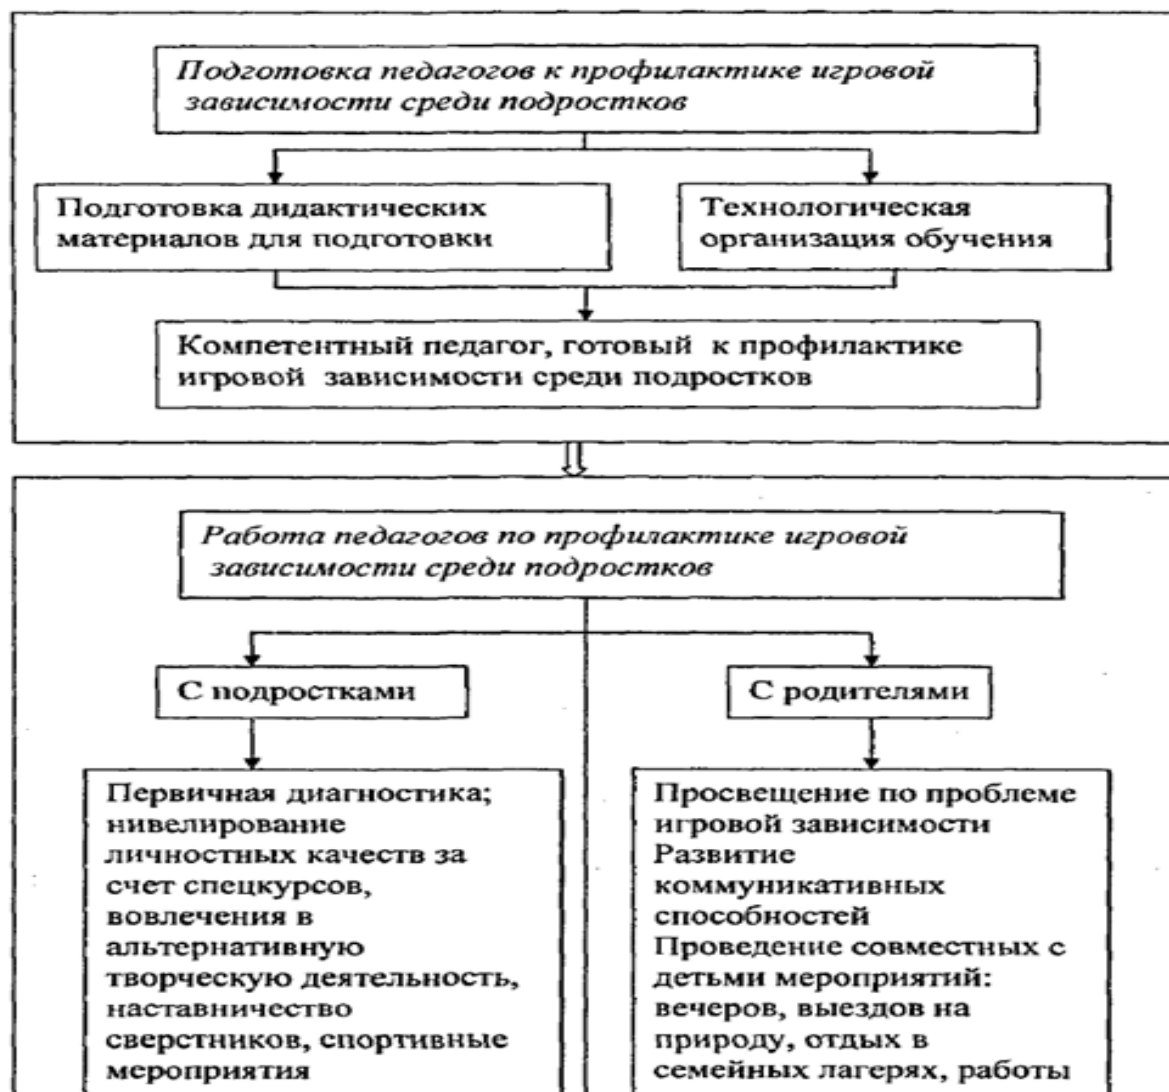 Подготовка педагогов к профилактике игровой
зависимости среди подростков
Подготовка дидактических
материалов для подготовки
Технологическая
организация обучения
Компетентный педагог, готовый к профилактике
игровой зависимости среди подростков
Работа педагогов по профилактике игровой
зависимости среди подростков
С подростками
С родителями
Первичная диагностика;
нивелирование
личностных качеств за
счет спецкурсов,
вовлечения в
альтернативную
творческую деятельность,
наставничество
сверстников, спортивные
мероприятия
Просвещение по проблеме
игровой зависимости
Развитие
коммуникативных
способностей
Проведение совместных с
детьми мероприятий:
вечеров, выездов на
природу, отдых в
семейных лагерях, работы